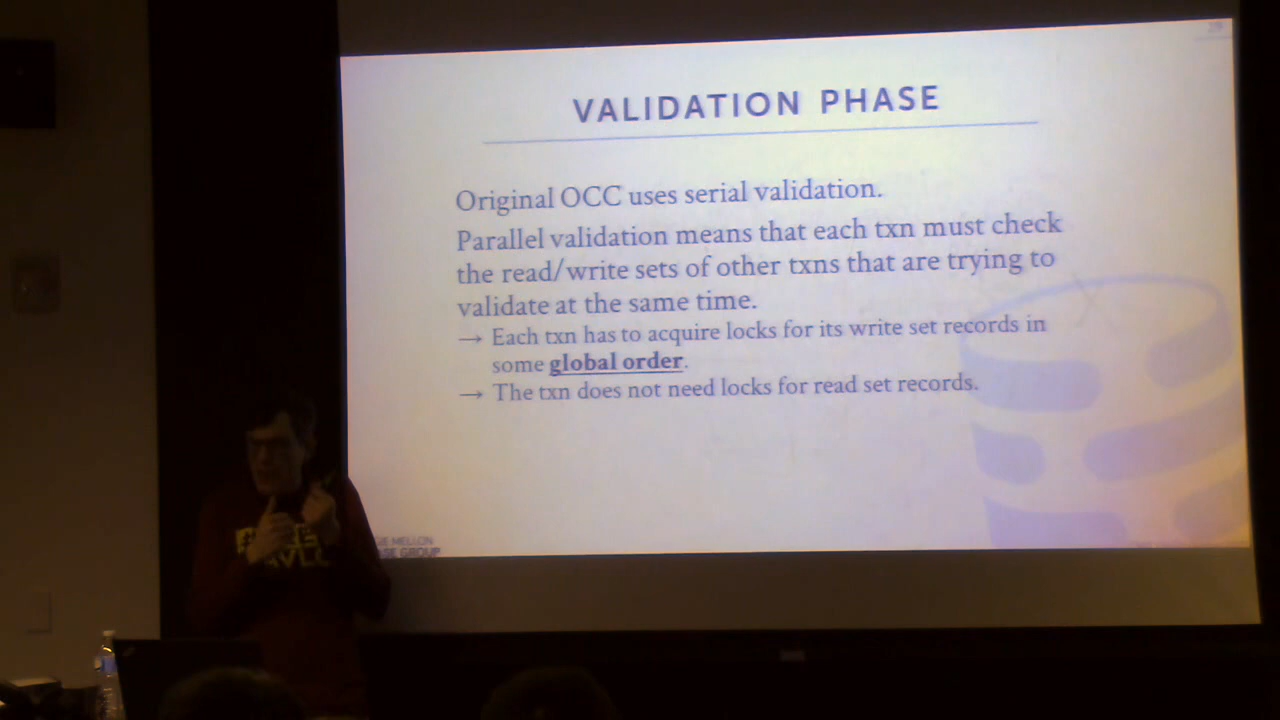 VALIDATION PHASE
Original OCC uses serial validation.
Parallel validation means that each txn must check
the read/write sets of other txns that are trying to
validate at the same time.
→ Each txn has to acquire locks for its write set records in
some global order.
→ The txn does not need locks for read set records.
MELLON
GROUP